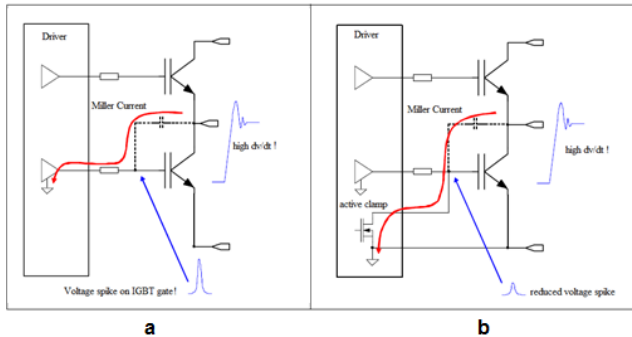 Driver
Miller Current
high dv/dt !
Voltage spike on IGBT gate!
a
Driver
Miller Current
high dv/dt !
active clamp
reduced voltage spike
b